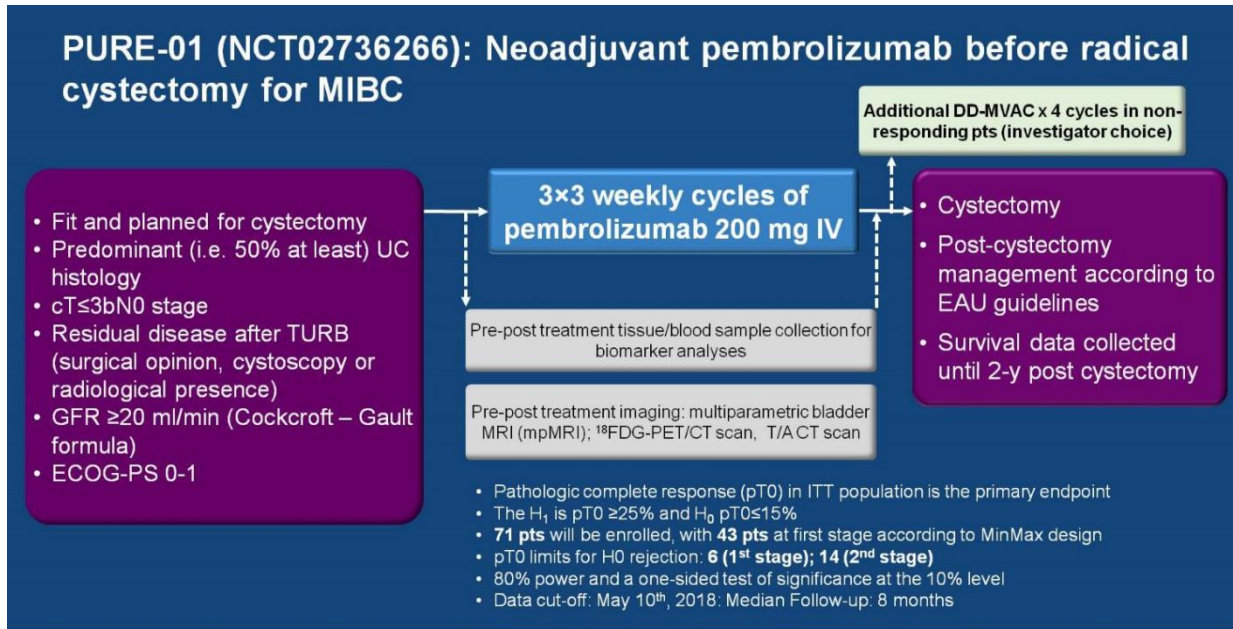 PURE-01 (NCT02736266): Neoadjuvant pembrolizumab before radical
cystectomy for MIBC
Additional DD-MVAC x 4 cycles in non-
responding pts (investigator choice)
• Fit and planned for cystectomy
• Predominant (i.e. 50% at least) UC
histology
• cT≤3bN0 stage
• Residual disease after TURB
(surgical opinion, cystoscopy or
radiological presence)
• GFR ≥20 ml/min (Cockcroft – Gault
formula)
• ECOG-PS 0-1
3×3 weekly cycles of
pembrolizumab 200 mg IV
Pre-post treatment tissue/blood sample collection for
biomarker analyses
Pre-post treatment imaging: multiparametric bladder
MRI (mpMRI); ¹⁸FDG-PET/CT scan, T/A CT scan
• Cystectomy
• Post-cystectomy
management according to
EAU guidelines
• Survival data collected
until 2-y post cystectomy
• Pathologic complete response (pT0) in ITT population is the primary endpoint
• The H₁ is pT0 ≥25% and H₀ pT0≤15%
• 71 pts will be enrolled, with 43 pts at first stage according to MinMax design
• pT0 limits for H0 rejection: 6 (1ˢᵗ stage); 14 (2ⁿᵈ stage)
• 80% power and a one-sided test of significance at the 10% level
• Data cut-off: May 10ᵗʰ, 2018: Median Follow-up: 8 months